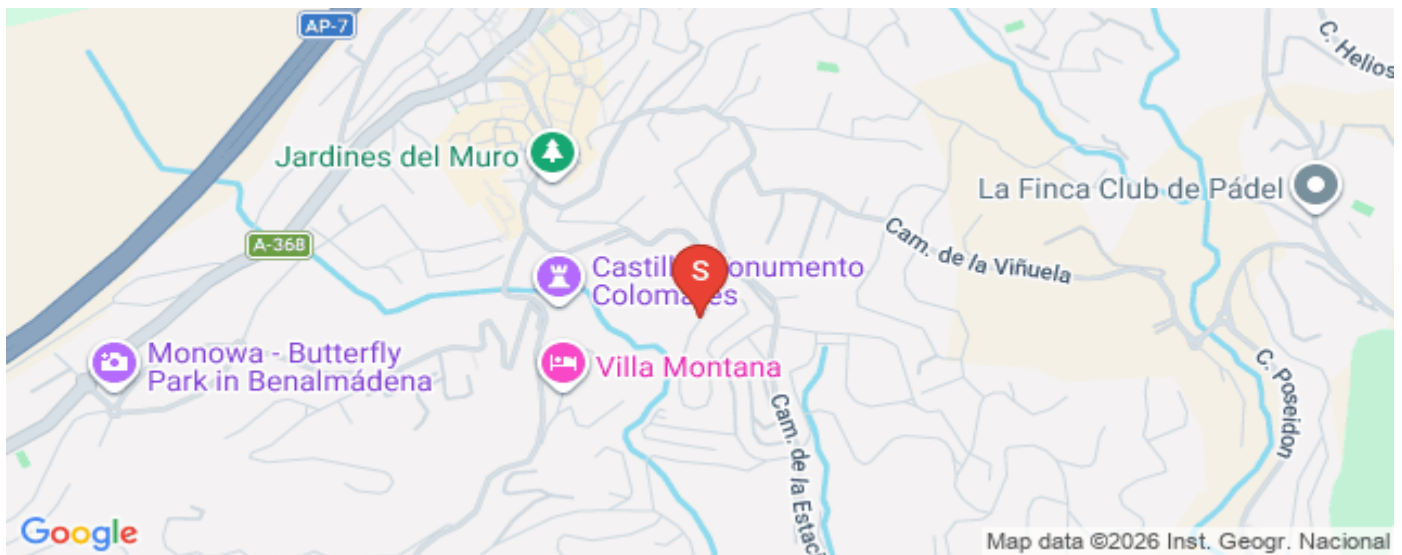 AP-7
C. Helios
Jardines del Muro
La Finca Club de Pádel
A-368
Cam. de la Viñuela
S
Colomares
Monowa - Butterfly
Park in Benalmádena
Villa Montana
C. Poseidon
Cam. de la Estac
Google
Map data ©2026 Inst. Geogr. Nacional